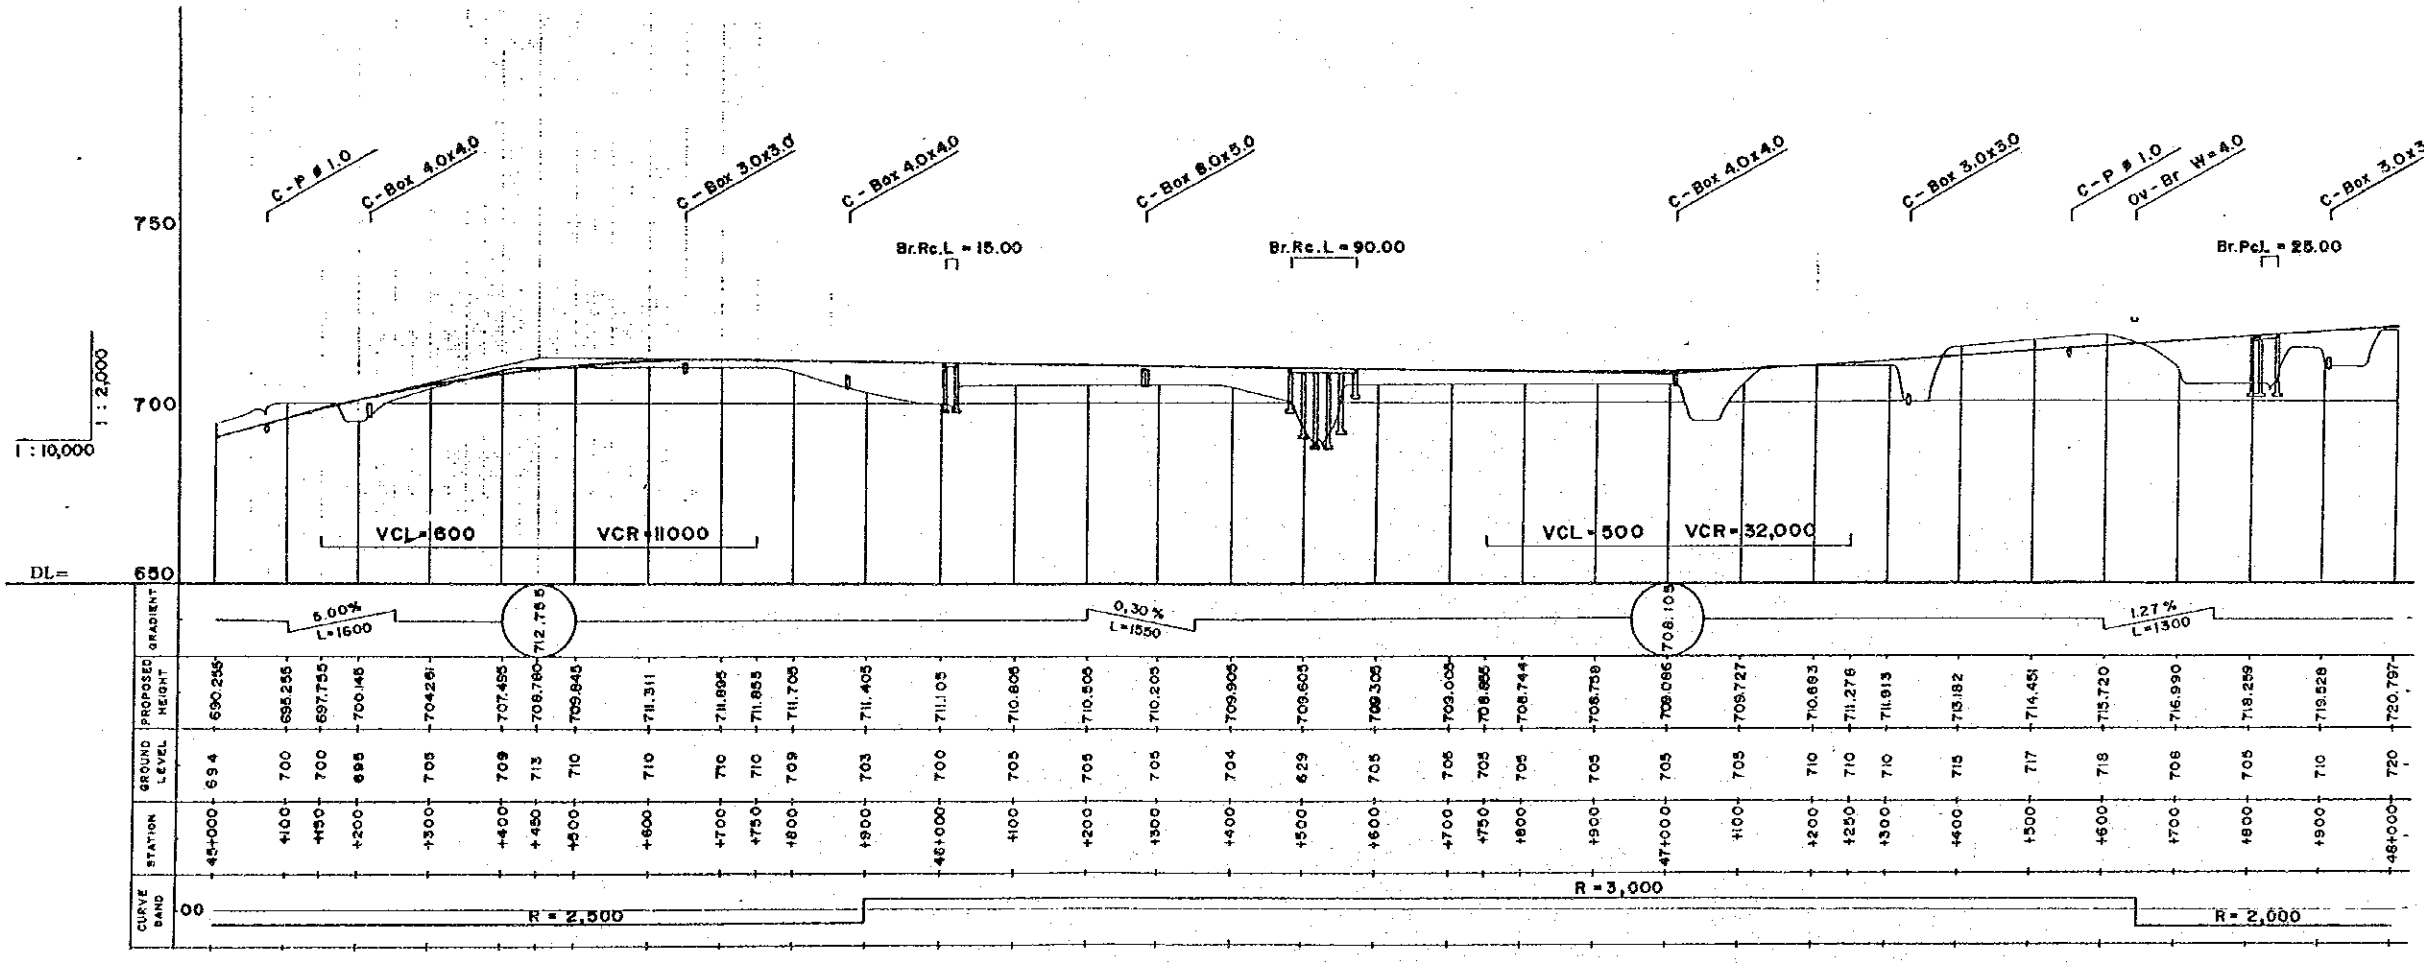 C-P ø 1.0
C-Box 4.0x4.0
C-Box 3.0x3.0
C-Box 4.0x4.0
C-Box 8.0x5.0
C-Box 4.0x4.0
C-Box 3.0x3.0
C-P ø 1.0
Ov-Br W=4.0
C-Box 3.0x3
750
Br.Rc.L = 15.00
Br.Rc.L = 90.00
Br.Pc.L = 25.00
1:2,000
700
1:10,000
VCL=600 VCR=11000
VCL=500 VCR=32,000
DL= 650
GRADIENT
5.00%
L=1600
712.755
0.30%
L=1550
708.105
1.27%
L=1300
PROPOSED HEIGHT
690.255 695.255 697.755 700.145 704.261 707.495 708.780 709.845 711.311 711.895 711.855 711.705 711.405 711.105 710.805 710.505 710.205 709.905 709.605 709.305 709.005 708.855 708.744 708.758 709.086 709.727 710.693 711.278 711.913 713.182 714.451 715.720 716.990 718.259 719.528 720.797
GROUND LEVEL
694 700 700 695 705 709 713 710 710 710 710 709 703 700 705 705 705 704 629 705 705 705 705 705 705 705 710 710 710 715 717 718 708 705 710 720
STATION
45+000 +100 +150 +200 +300 +400 +450 +500 +600 +700 +750 +800 +900 46+000 +100 +200 +300 +400 +500 +600 +700 +750 +800 +900 47+000 +100 +200 +250 +300 +400 +500 +600 +700 +800 +900 48+000
CURVE BAND
00
R = 2,500
R = 3,000
R = 2,000